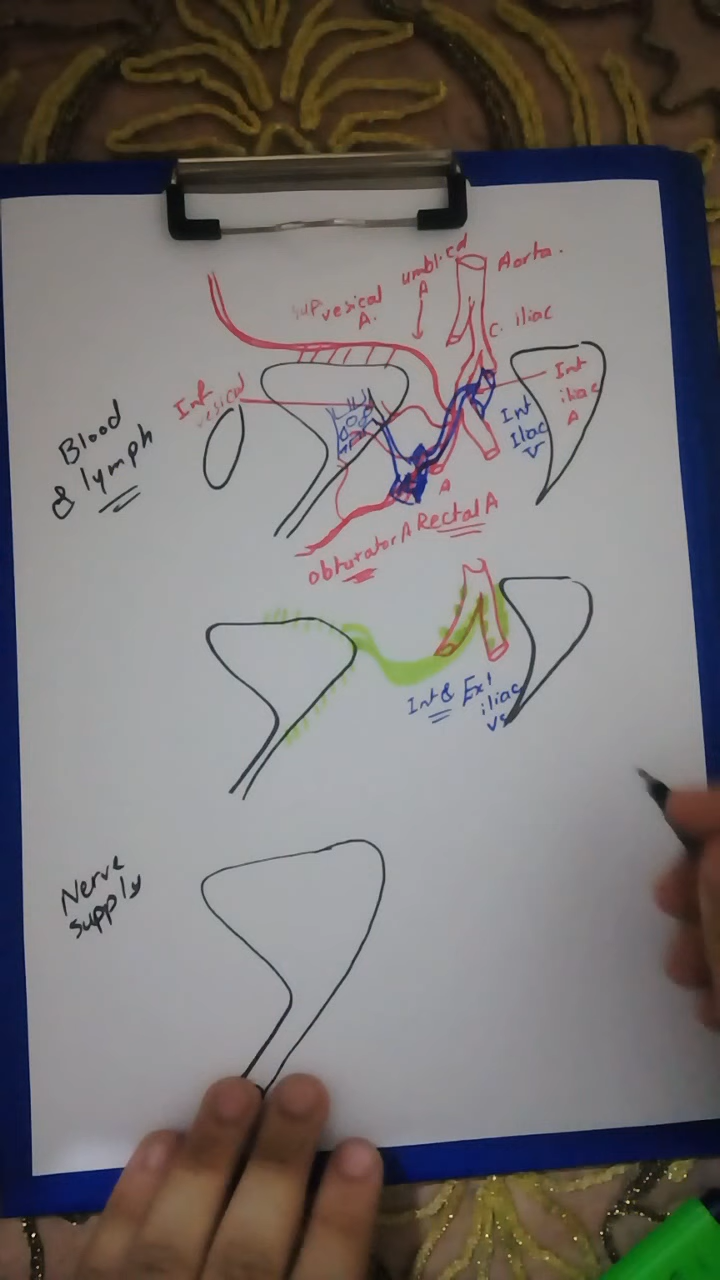 umblical
A
Aorta.
sup
vesical
A.
C. iliac
Inf
vesical
Int
iliac
A
Int
Iliac
V
Blood
& lymph
A
obturator A Rectal A
Int & Ext
iliac
vs
Nerve
supply